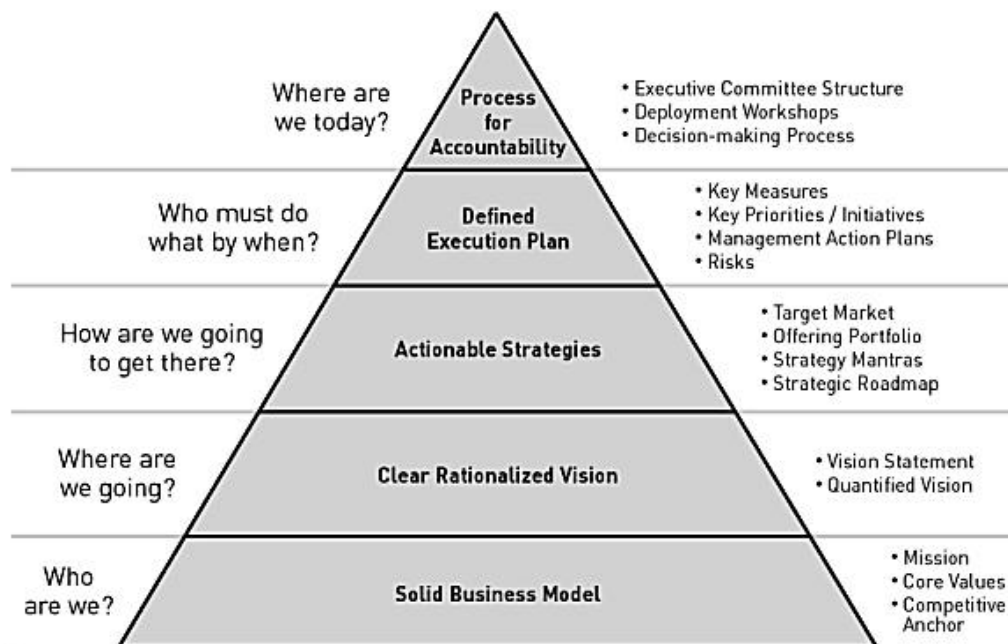 Where are
we today?
Process
for
Accountability
• Executive Committee Structure
• Deployment Workshops
• Decision-making Process
Who must do
what by when?
Defined
Execution Plan
• Key Measures
• Key Priorities / Initiatives
• Management Action Plans
• Risks
How are we going
to get there?
Actionable Strategies
• Target Market
• Offering Portfolio
• Strategy Mantras
• Strategic Roadmap
Where are
we going?
Clear Rationalized Vision
• Vision Statement
• Quantified Vision
Who
are we?
Solid Business Model
• Mission
• Core Values
• Competitive
Anchor